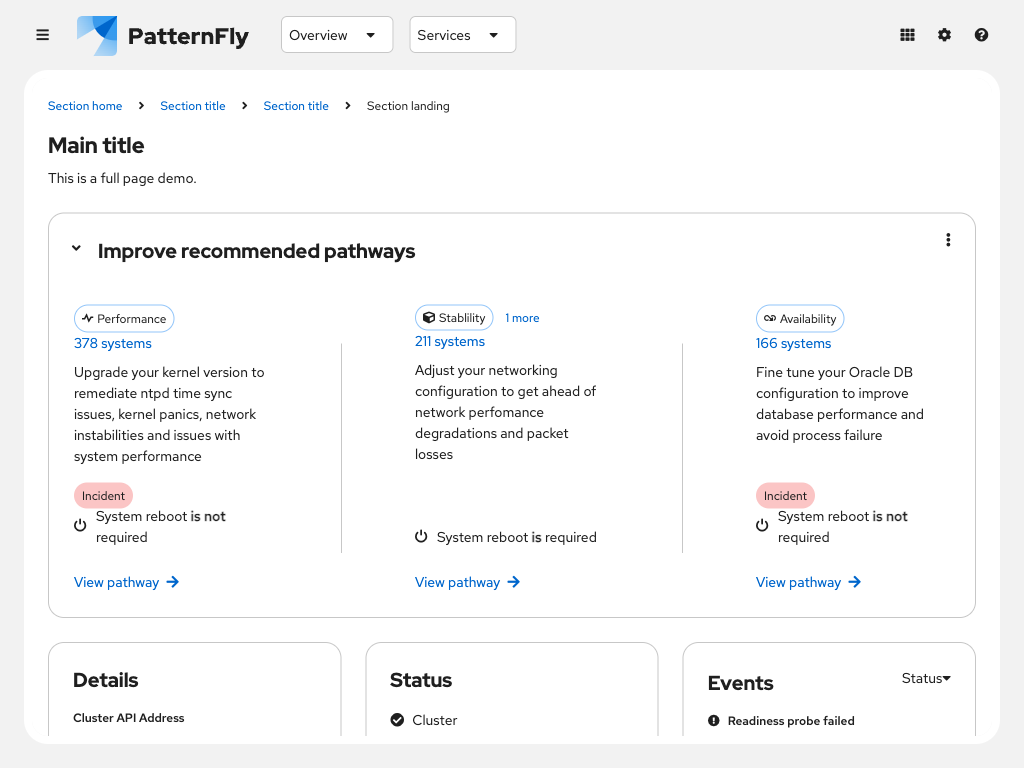 PatternFly
Overview
Services
Section home
Section title
Section title
Section landing
Main title
This is a full page demo.
Improve recommended pathways
Performance
378 systems
Upgrade your kernel version to
remediate ntpd time sync
issues, kernel panics, network
instabilities and issues with
system performance
Incident
System reboot is not
required
View pathway
Stablility
1 more
211 systems
Adjust your networking
configuration to get ahead of
network perfomance
degradations and packet
losses
System reboot is required
View pathway
Availability
166 systems
Fine tune your Oracle DB
configuration to improve
database performance and
avoid process failure
Incident
System reboot is not
required
View pathway
Details
Cluster API Address
Status
Cluster
Events
Status
Readiness probe failed